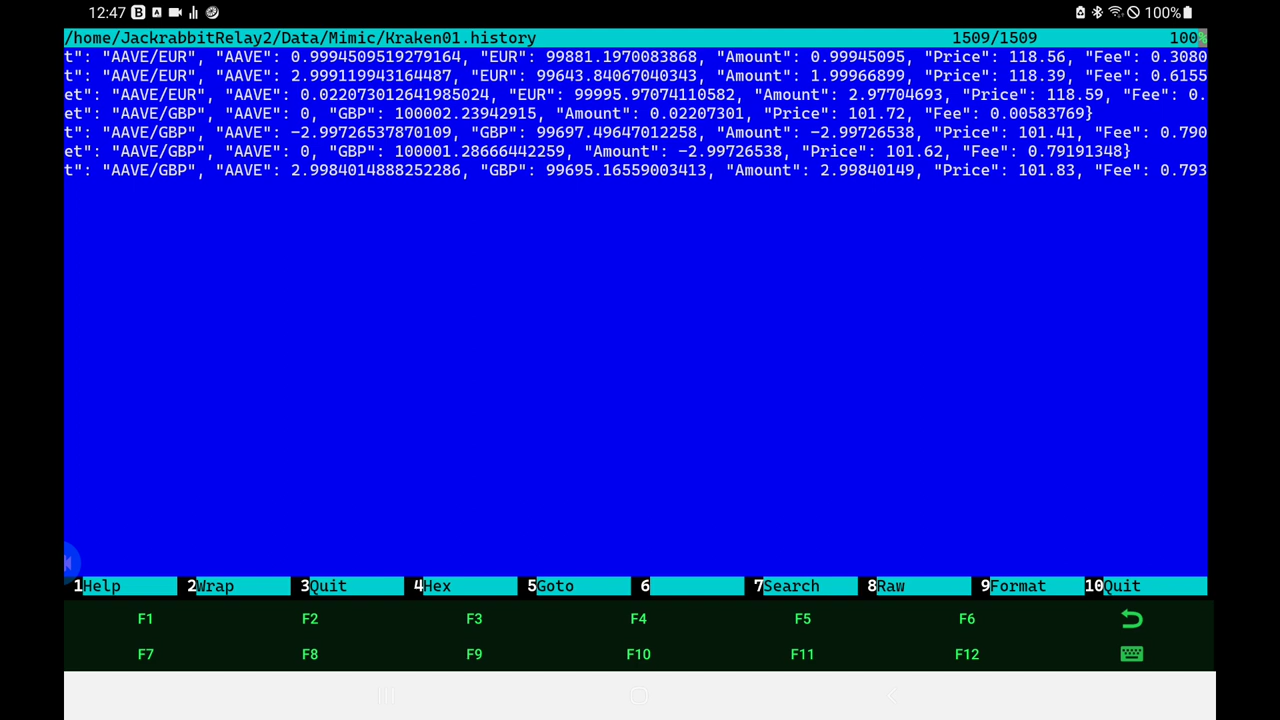 12:47 100%
/home/JackrabbitRelay2/Data/Mimic/Kraken01.history 1509/1509 100%
t": "AAVE/EUR", "AAVE": 0.9994509519279164, "EUR": 99881.1970083868, "Amount": 0.99945095, "Price": 118.56, "Fee": 0.3080
t": "AAVE/EUR", "AAVE": 2.999119943164487, "EUR": 99643.84067040343, "Amount": 1.99966899, "Price": 118.39, "Fee": 0.6155
et": "AAVE/EUR", "AAVE": 0.022073012641985024, "EUR": 99995.97074110582, "Amount": 2.97704693, "Price": 118.59, "Fee": 0.
et": "AAVE/GBP", "AAVE": 0, "GBP": 100002.23942915, "Amount": 0.02207301, "Price": 101.72, "Fee": 0.00583769}
t": "AAVE/GBP", "AAVE": -2.99726537870109, "GBP": 99697.49647012258, "Amount": -2.99726538, "Price": 101.41, "Fee": 0.790
et": "AAVE/GBP", "AAVE": 0, "GBP": 100001.28666442259, "Amount": -2.99726538, "Price": 101.62, "Fee": 0.79191348}
t": "AAVE/GBP", "AAVE": 2.9984014888252286, "GBP": 99695.16559003413, "Amount": 2.99840149, "Price": 101.83, "Fee": 0.793
1Help 2Wrap 3Quit 4Hex 5Goto 6 7Search 8Raw 9Format 10Quit
F1 F2 F3 F4 F5 F6
F7 F8 F9 F10 F11 F12